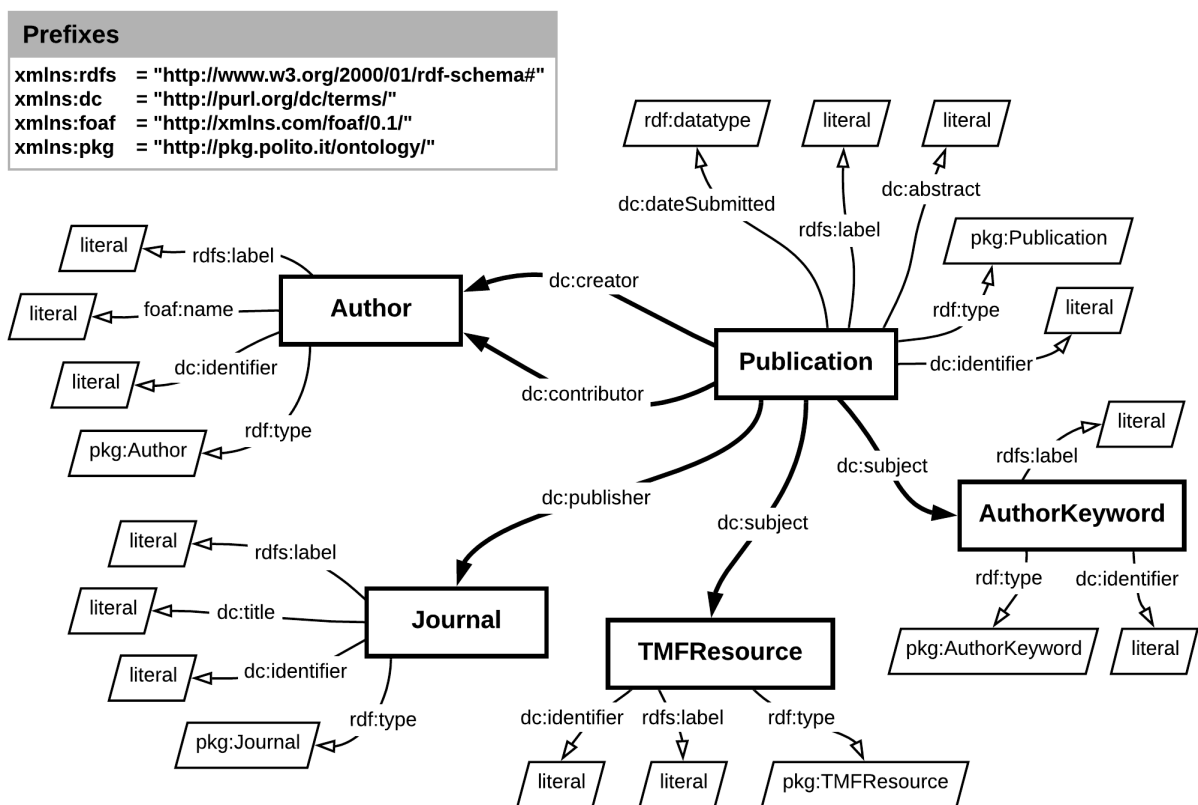 Prefixes
xmlns:rdfs = "http://www.w3.org/2000/01/rdf-schema#"
xmlns:dc = "http://purl.org/dc/terms/"
xmlns:foaf = "http://xmlns.com/foaf/0.1/"
xmlns:pkg = "http://pkg.polito.it/ontology/"
rdf:datatype
literal
literal
dc:dateSubmitted
rdfs:label
dc:abstract
pkg:Publication
rdf:type
literal
dc:identifier
Publication
dc:creator
dc:contributor
literal
rdfs:label
literal
foaf:name
Author
literal
dc:identifier
pkg:Author
rdf:type
dc:publisher
dc:subject
dc:subject
literal
rdfs:label
AuthorKeyword
rdf:type
dc:identifier
pkg:AuthorKeyword
literal
literal
rdfs:label
literal
dc:title
Journal
literal
dc:identifier
pkg:Journal
rdf:type
TMFResource
dc:identifier
rdfs:label
rdf:type
literal
literal
pkg:TMFResource